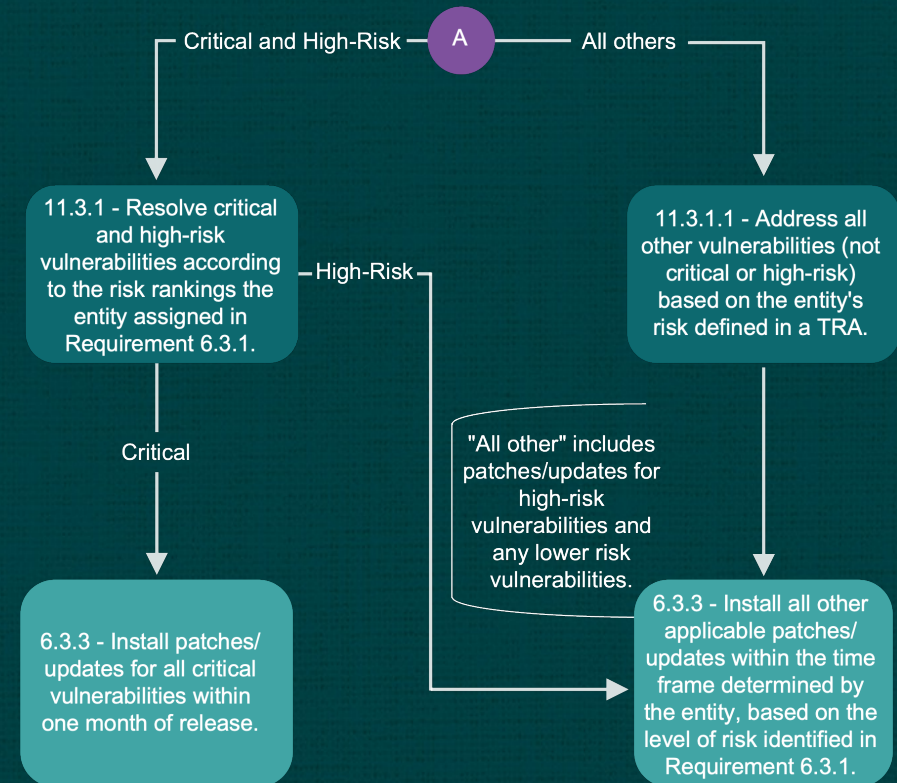 Critical and High-Risk
A
All others
11.3.1 - Resolve critical
and high-risk
vulnerabilities according
to the risk rankings the
entity assigned in
Requirement 6.3.1.
11.3.1.1 - Address all
other vulnerabilities (not
critical or high-risk)
based on the entity's
risk defined in a TRA.
High-Risk
Critical
"All other" includes
patches/updates for
high-risk
vulnerabilities and
any lower risk
vulnerabilities.
6.3.3 - Install patches/
updates for all critical
vulnerabilities within
one month of release.
6.3.3 - Install all other
applicable patches/
updates within the time
frame determined by
the entity, based on the
level of risk identified in
Requirement 6.3.1.